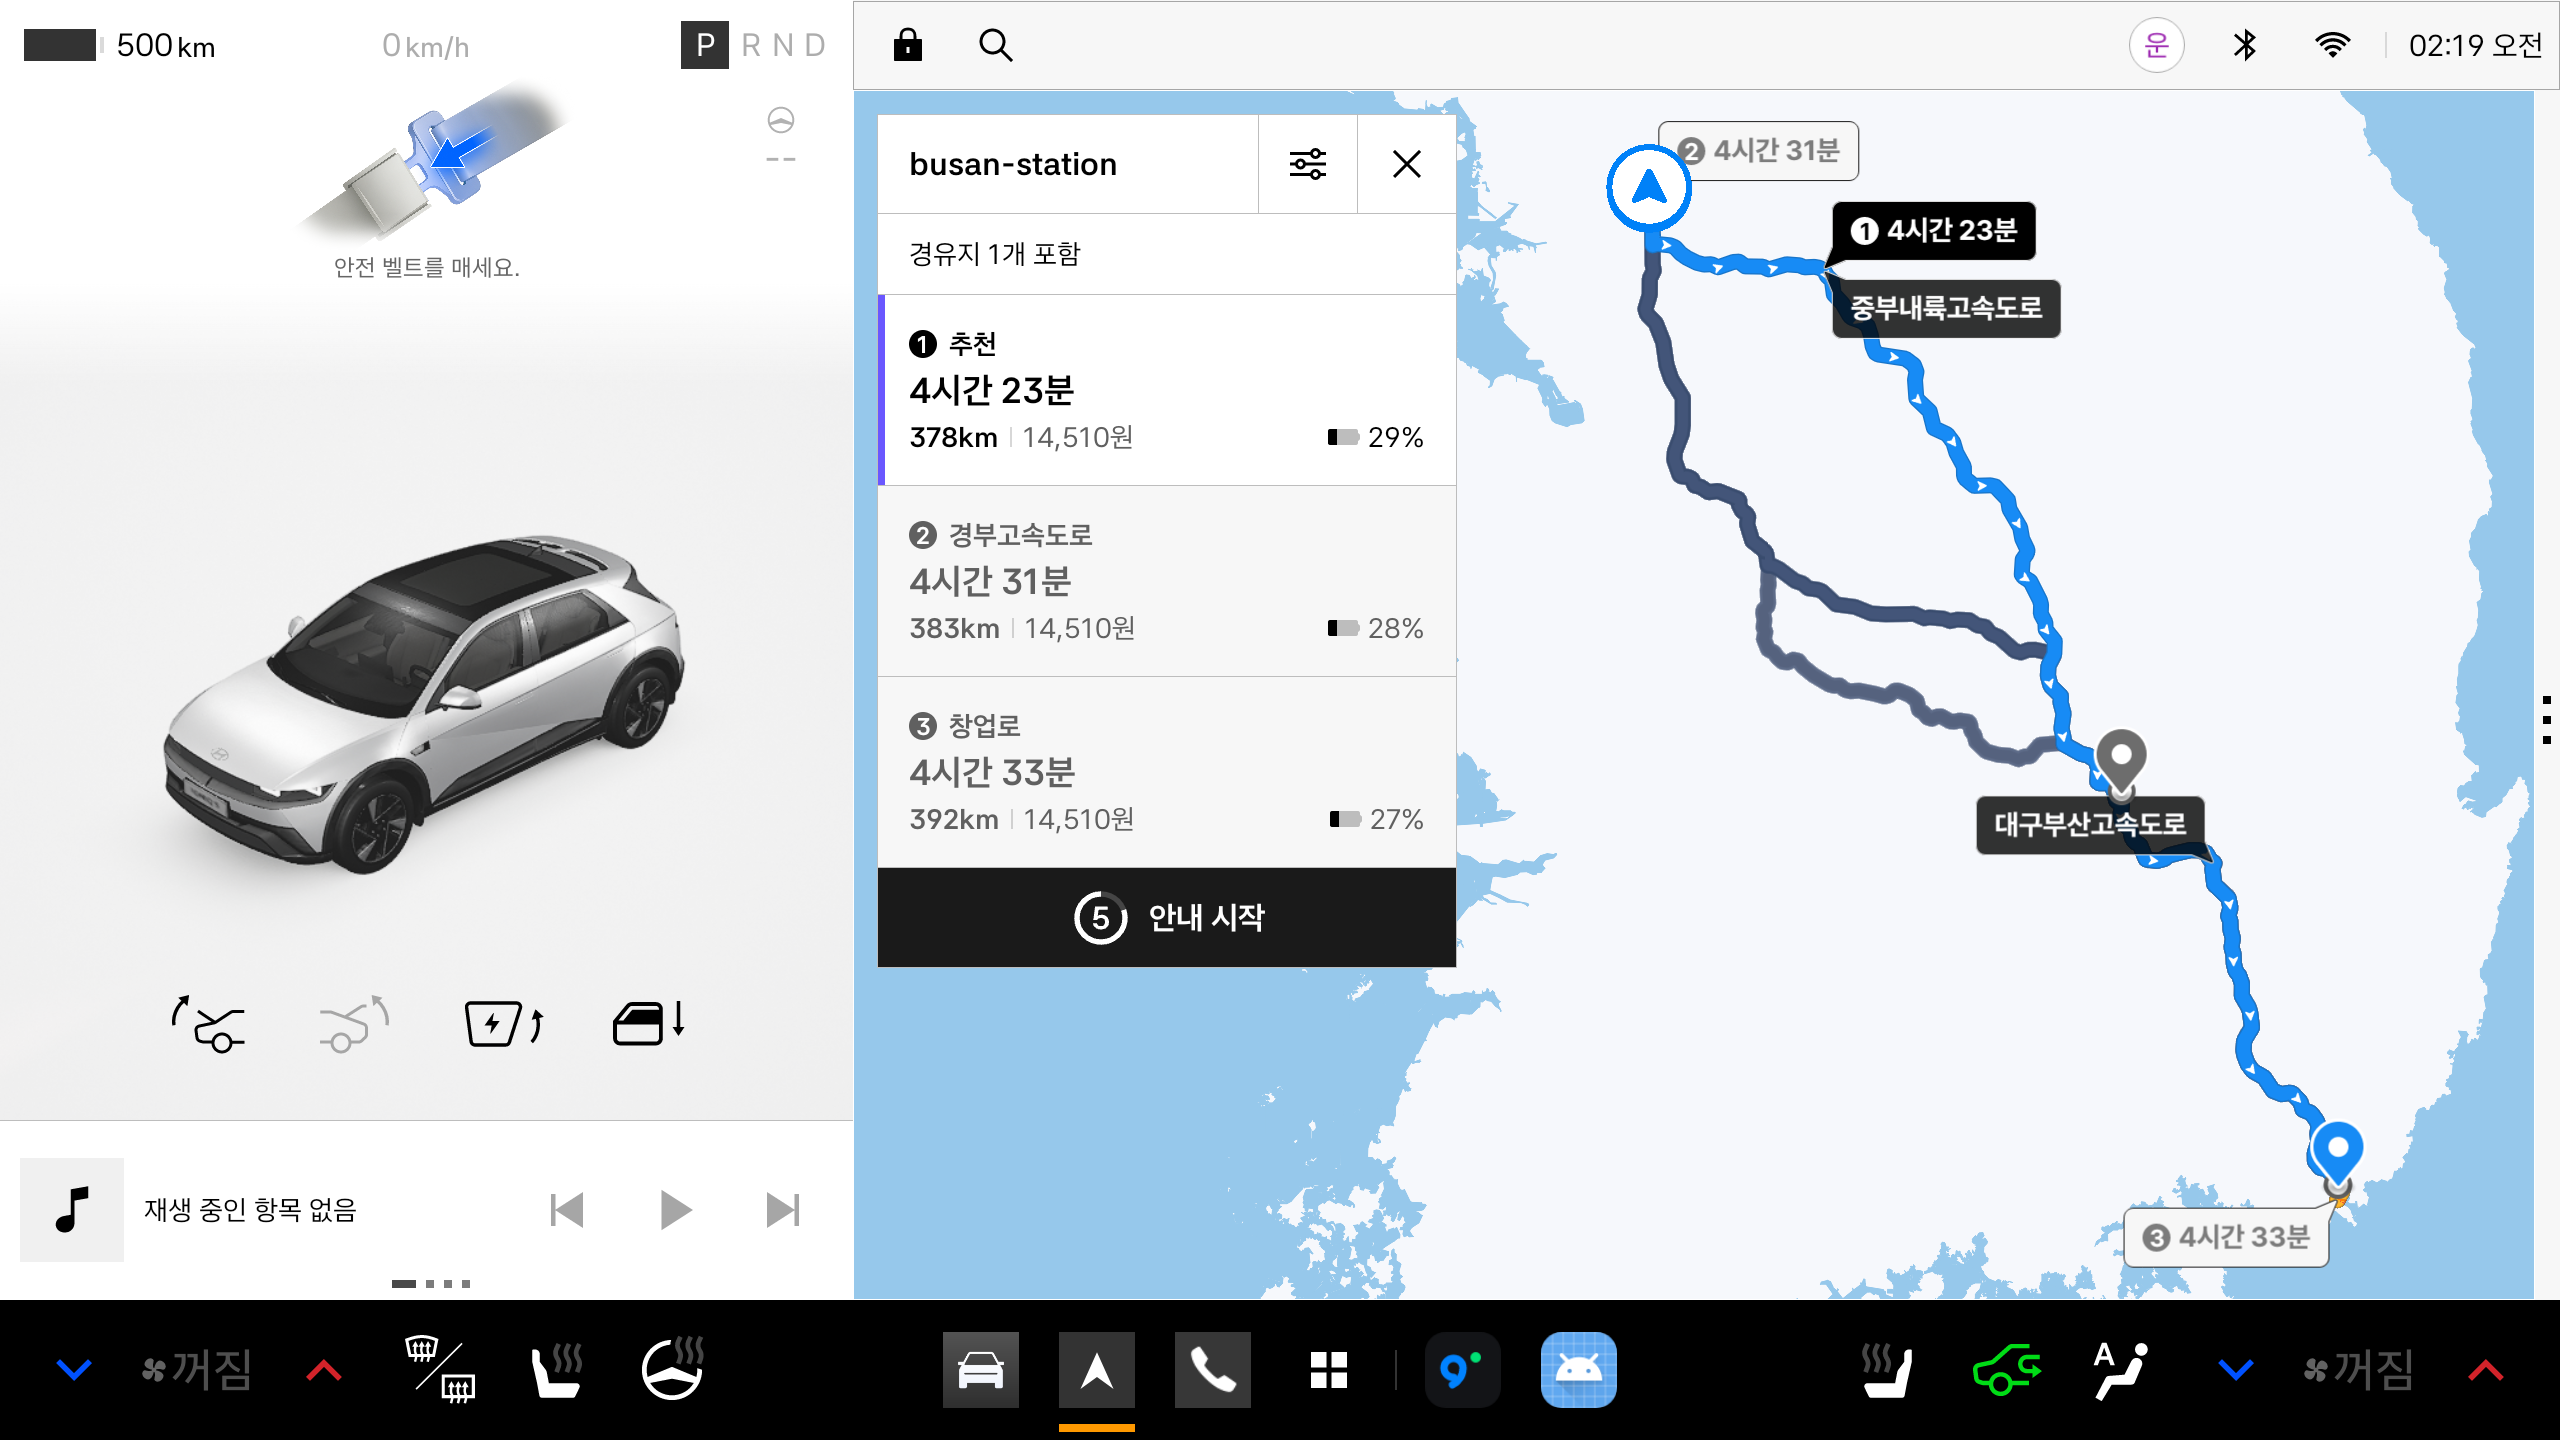 500 km
0 km/h
P R N D
--
안전 벨트를 매세요.
재생 중인 항목 없음
운
02:19 오전
busan-station
경유지 1개 포함
1 추천
4시간 23분
378km 14,510원 29%
2 경부고속도로
4시간 31분
383km 14,510원 28%
3 창업로
4시간 33분
392km 14,510원 27%
5 안내 시작
2 4시간 31분
1 4시간 23분
중부내륙고속도로
대구부산고속도로
3 4시간 33분
꺼짐
A
꺼짐